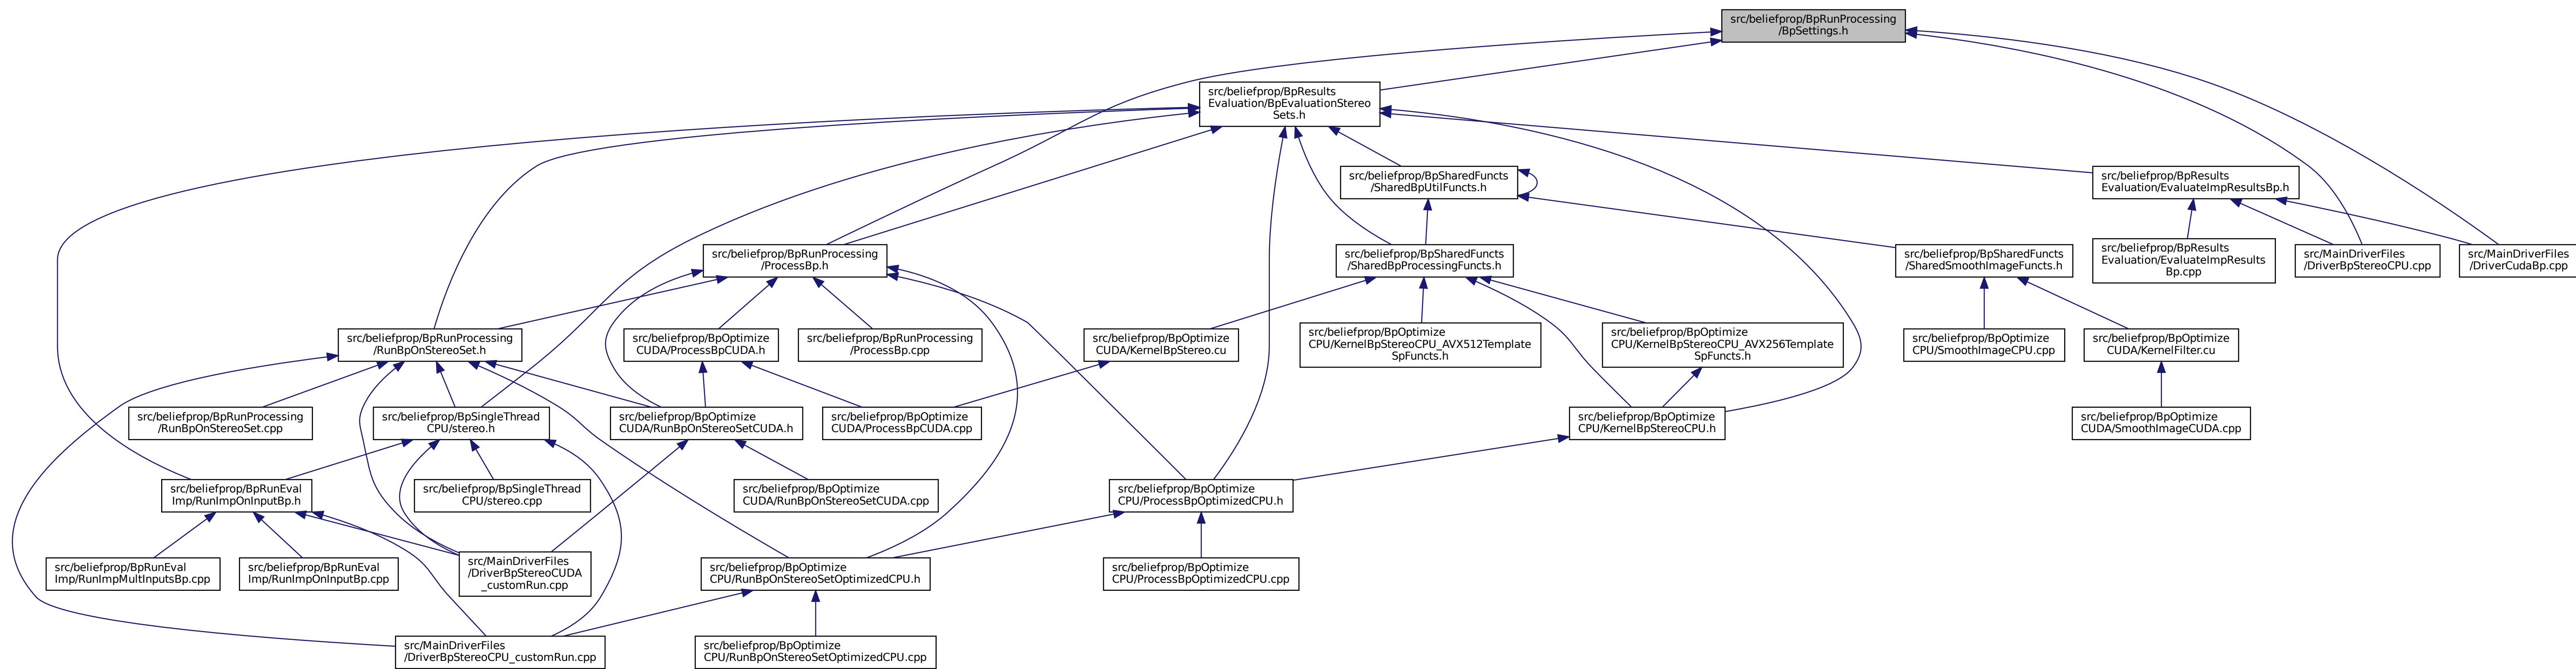 src/beliefprop/BpRunProcessing
/BpSettings.h
src/beliefprop/BpResults
Evaluation/BpEvaluationStereo
Sets.h
src/beliefprop/BpSharedFuncts
/SharedBpUtilFuncts.h
src/beliefprop/BpResults
Evaluation/EvaluateImpResultsBp.h
src/beliefprop/BpRunProcessing
/ProcessBp.h
src/beliefprop/BpSharedFuncts
/SharedBpProcessingFuncts.h
src/beliefprop/BpSharedFuncts
/SharedSmoothImageFuncts.h
src/beliefprop/BpResults
Evaluation/EvaluateImpResults
Bp.cpp
src/MainDriverFiles
/DriverBpStereoCPU.cpp
src/MainDriverFiles
/DriverCudaBp.cpp
src/beliefprop/BpRunProcessing
/RunBpOnStereoSet.h
src/beliefprop/BpOptimize
CUDA/ProcessBpCUDA.h
src/beliefprop/BpRunProcessing
/ProcessBp.cpp
src/beliefprop/BpOptimize
CUDA/KernelBpStereo.cu
src/beliefprop/BpOptimize
CPU/KernelBpStereoCPU_AVX512Template
SpFuncts.h
src/beliefprop/BpOptimize
CPU/KernelBpStereoCPU_AVX256Template
SpFuncts.h
src/beliefprop/BpOptimize
CPU/SmoothImageCPU.cpp
src/beliefprop/BpOptimize
CUDA/KernelFilter.cu
src/beliefprop/BpRunProcessing
/RunBpOnStereoSet.cpp
src/beliefprop/BpSingleThread
CPU/stereo.h
src/beliefprop/BpOptimize
CUDA/RunBpOnStereoSetCUDA.h
src/beliefprop/BpOptimize
CUDA/ProcessBpCUDA.cpp
src/beliefprop/BpOptimize
CPU/KernelBpStereoCPU.h
src/beliefprop/BpOptimize
CUDA/SmoothImageCUDA.cpp
src/beliefprop/BpRunEval
Imp/RunImpOnInputBp.h
src/beliefprop/BpSingleThread
CPU/stereo.cpp
src/beliefprop/BpOptimize
CUDA/RunBpOnStereoSetCUDA.cpp
src/beliefprop/BpOptimize
CPU/ProcessBpOptimizedCPU.h
src/beliefprop/BpRunEval
Imp/RunImpMultInputsBp.cpp
src/beliefprop/BpRunEval
Imp/RunImpOnInputBp.cpp
src/MainDriverFiles
/DriverBpStereoCUDA
_customRun.cpp
src/beliefprop/BpOptimize
CPU/RunBpOnStereoSetOptimizedCPU.h
src/beliefprop/BpOptimize
CPU/ProcessBpOptimizedCPU.cpp
src/MainDriverFiles
/DriverBpStereoCPU_customRun.cpp
src/beliefprop/BpOptimize
CPU/RunBpOnStereoSetOptimizedCPU.cpp